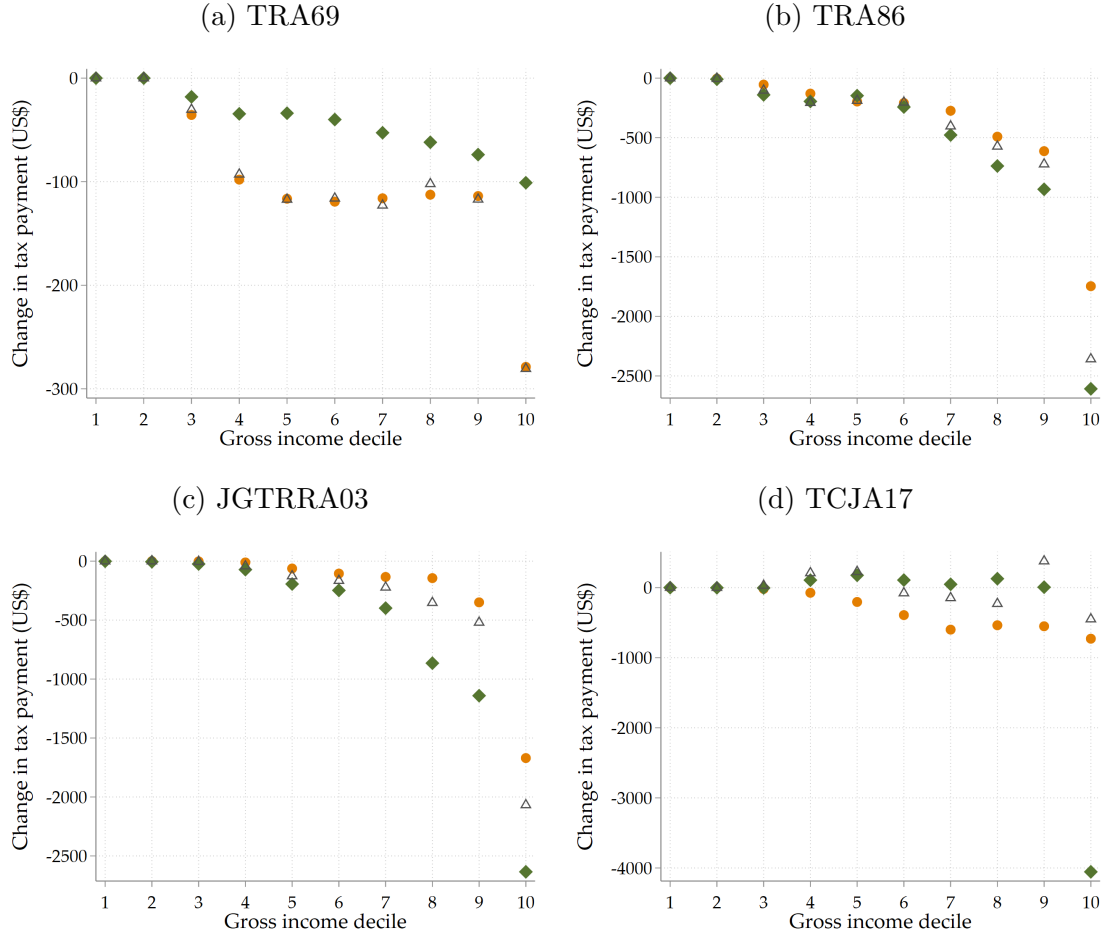 (a) TRA69
Change in tax payment (US$)
0
-100
-200
-300
1 2 3 4 5 6 7 8 9 10
Gross income decile
(b) TRA86
Change in tax payment (US$)
0
-500
-1000
-1500
-2000
-2500
1 2 3 4 5 6 7 8 9 10
Gross income decile
(c) JGTRRA03
Change in tax payment (US$)
0
-500
-1000
-1500
-2000
-2500
1 2 3 4 5 6 7 8 9 10
Gross income decile
(d) TCJA17
Change in tax payment (US$)
0
-1000
-2000
-3000
-4000
1 2 3 4 5 6 7 8 9 10
Gross income decile